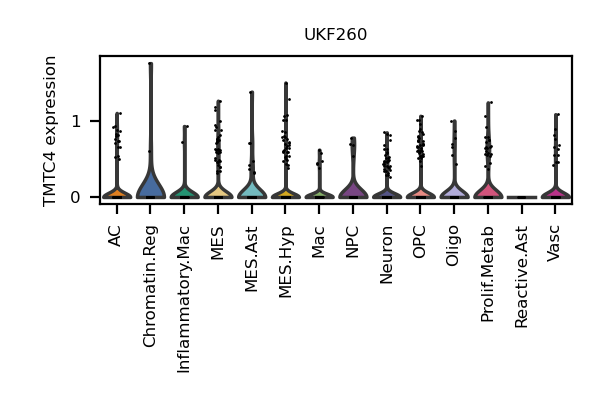 UKF260
TMTC4 expression
1
0
AC
Chromatin.Reg
Inflammatory.Mac
MES
MES.Ast
MES.Hyp
Mac
NPC
Neuron
OPC
Oligo
Prolif.Metab
Reactive.Ast
Vasc